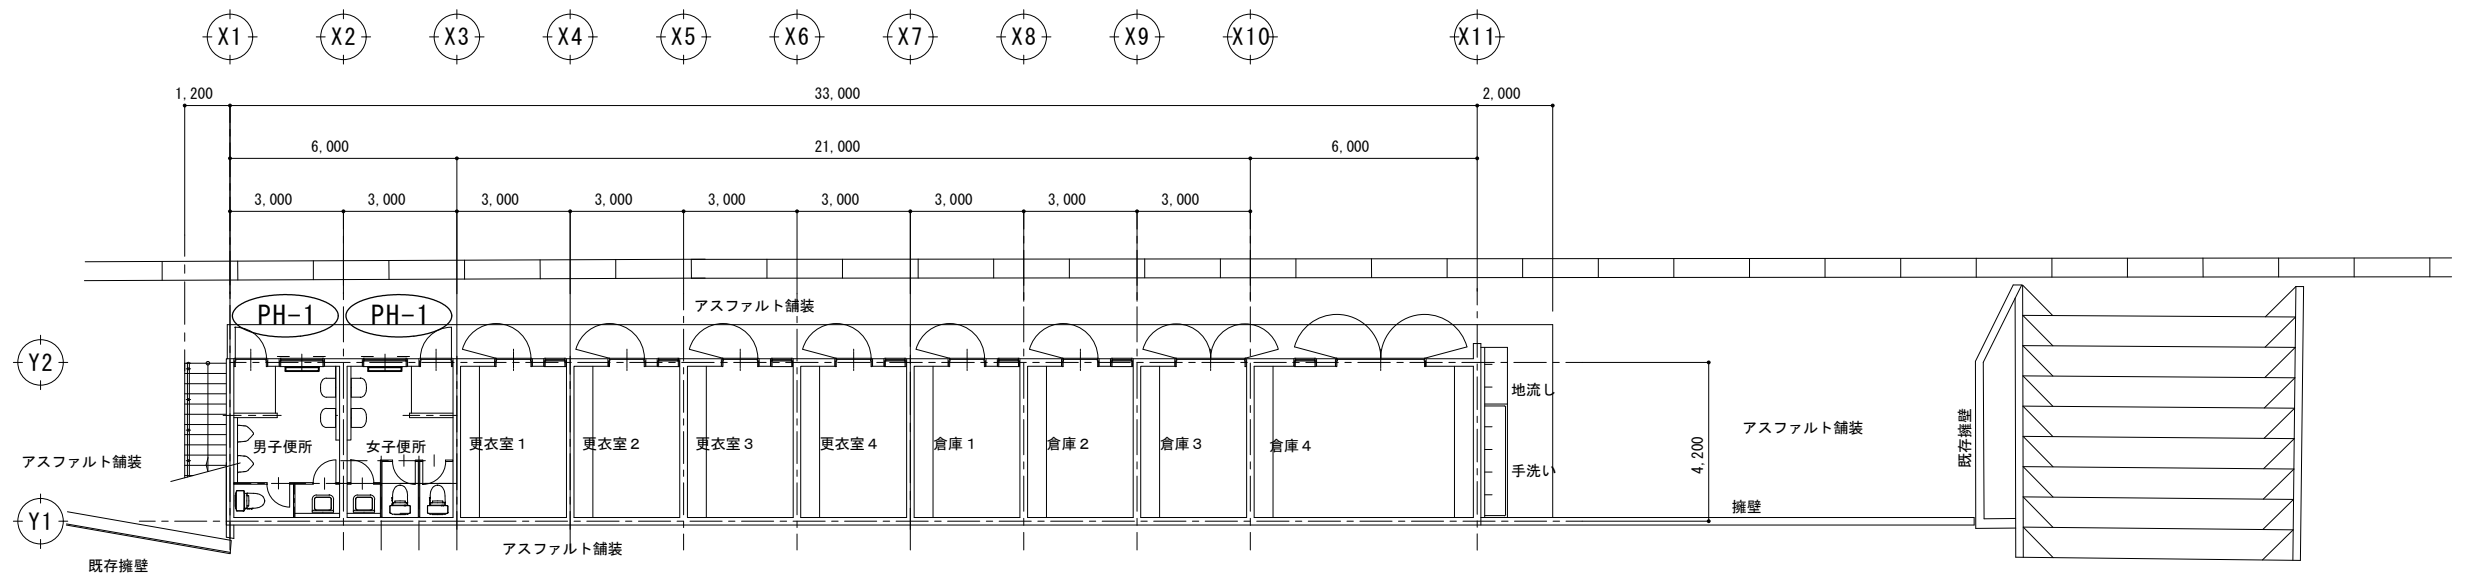 X1 X2 X3 X4 X5 X6 X7 X8 X9 X10 X11
1,200 33,000 2,000
6,000 21,000 6,000
3,000 3,000 3,000 3,000 3,000 3,000 3,000 3,000 3,000
アスファルト舗装
PH-1 PH-1
Y2
地流し
アスファルト舗装
既存擁壁
男子便所 女子便所 更衣室1 更衣室2 更衣室3 更衣室4 倉庫1 倉庫2 倉庫3 倉庫4
4,200
アスファルト舗装
手洗い
擁壁
Y1
アスファルト舗装
既存擁壁